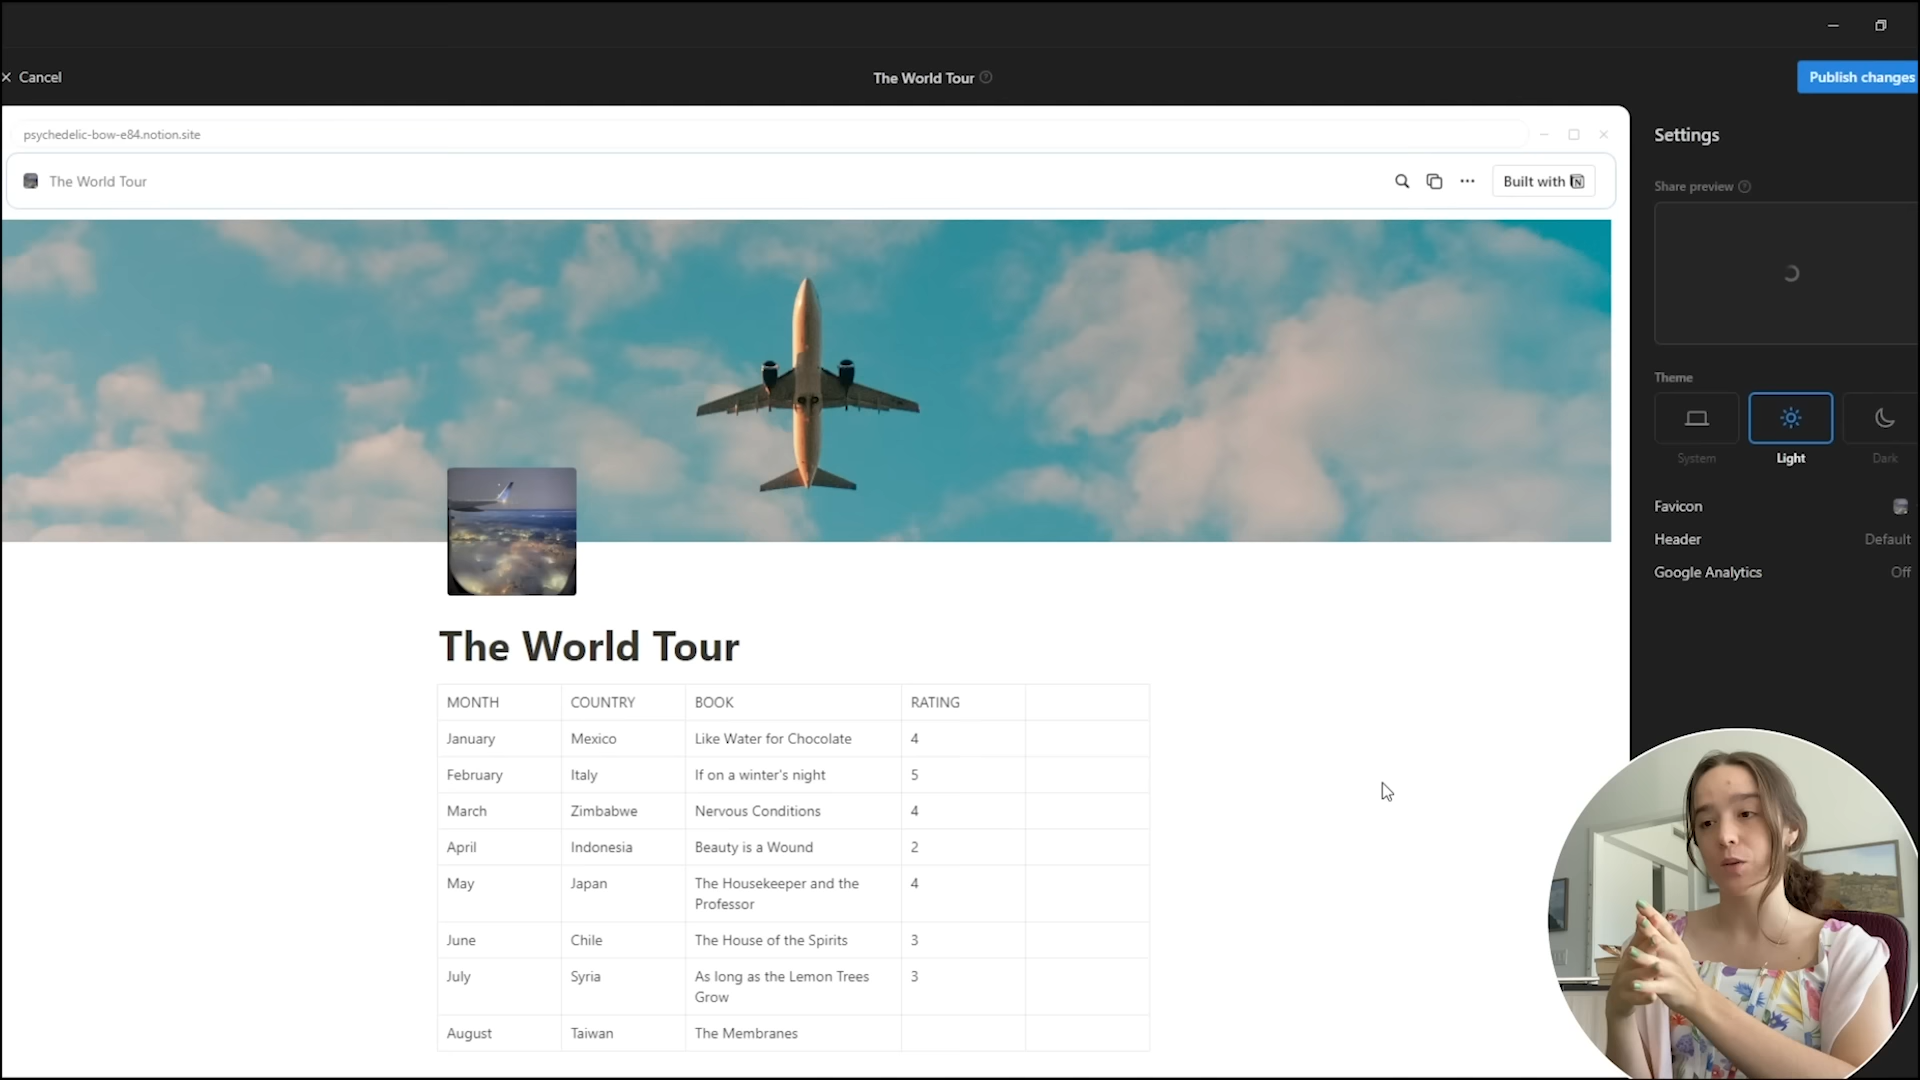 Cancel
The World Tour
Publish changes
psychedelic-bow-e84.notion.site
The World Tour
Built with
Settings
Share preview
Theme
System
Light
Dark
Favicon
Header Default
Google Analytics Off
The World Tour
MONTH COUNTRY BOOK RATING
January Mexico Like Water for Chocolate 4
February Italy If on a winter's night 5
March Zimbabwe Nervous Conditions 4
April Indonesia Beauty is a Wound 2
May Japan The Housekeeper and the 4
Professor
June Chile The House of the Spirits 3
July Syria As long as the Lemon Trees 3
Grow
August Taiwan The Membranes